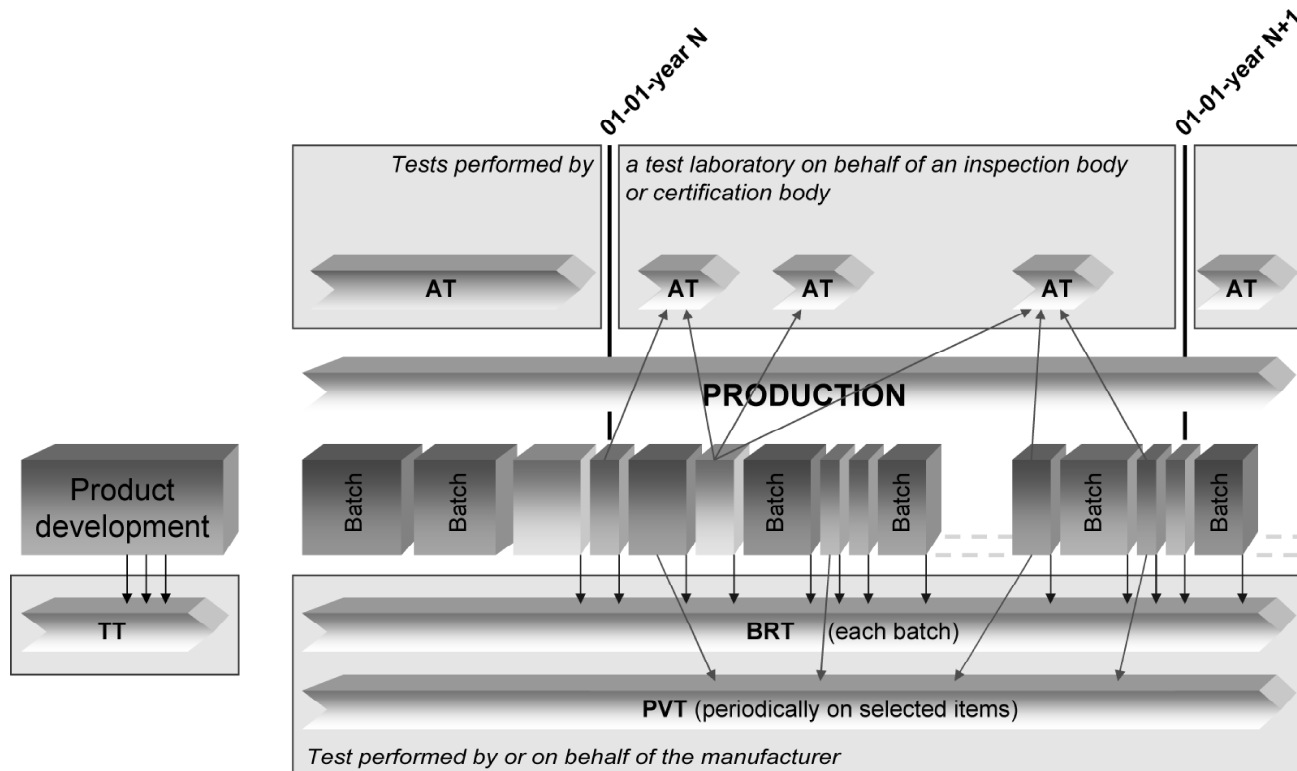 01-01-year N
01-01-year N+1
Tests performed by
a test laboratory on behalf of an inspection body
or certification body
AT
AT
AT
AT
AT
PRODUCTION
Product
development
Batch
Batch
Batch
Batch
Batch
Batch
TT
BRT (each batch)
PVT (periodically on selected items)
Test performed by or on behalf of the manufacturer